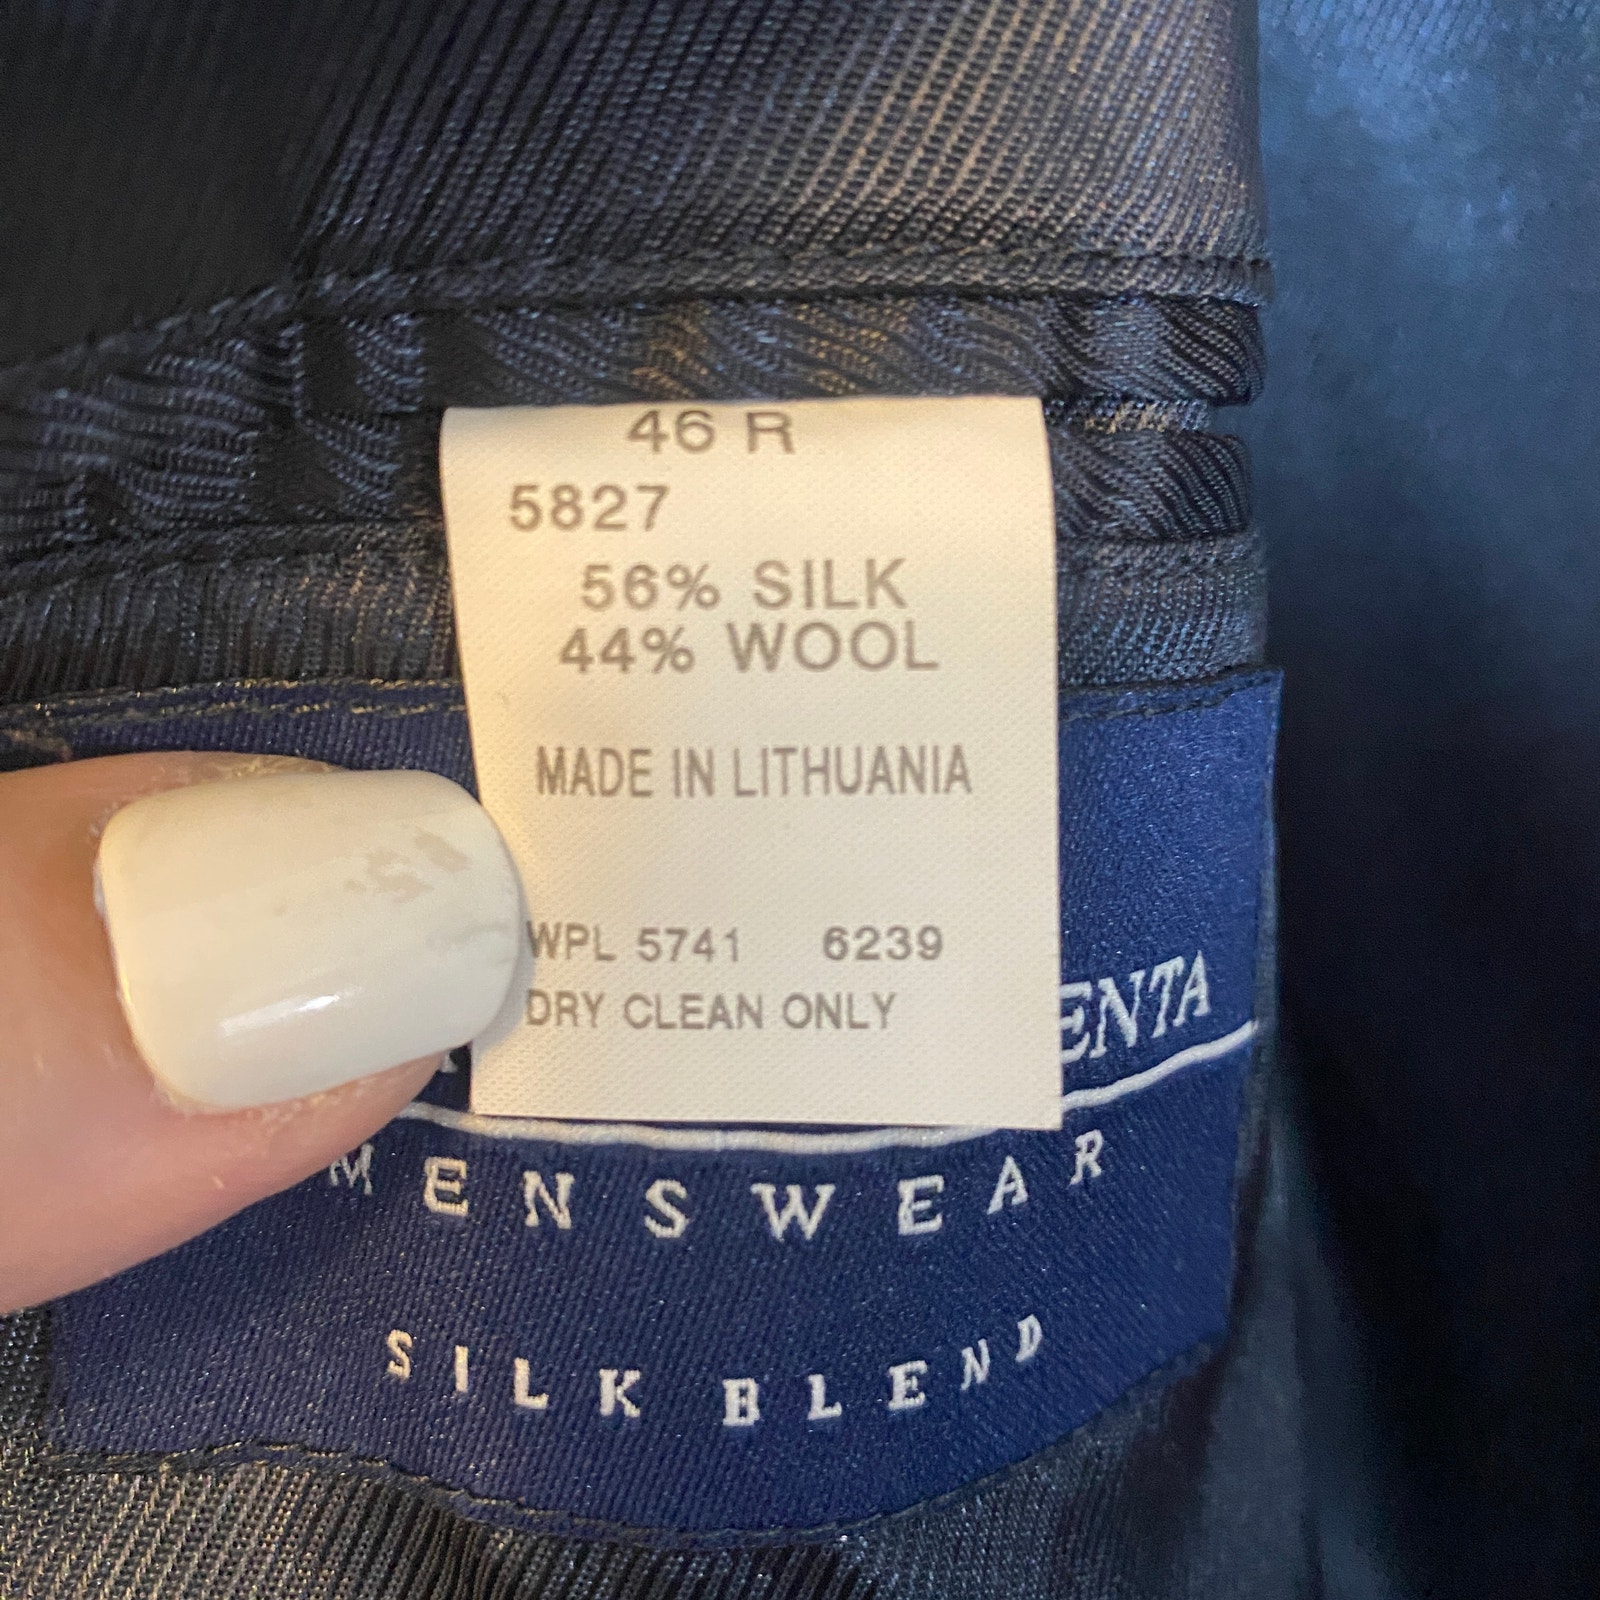 46 R
5827
56% SILK
44% WOOL
MADE IN LITHUANIA
WPL 5741 6239
DRY CLEAN ONLY
ENTA
MENSWEAR
SILK BLEND